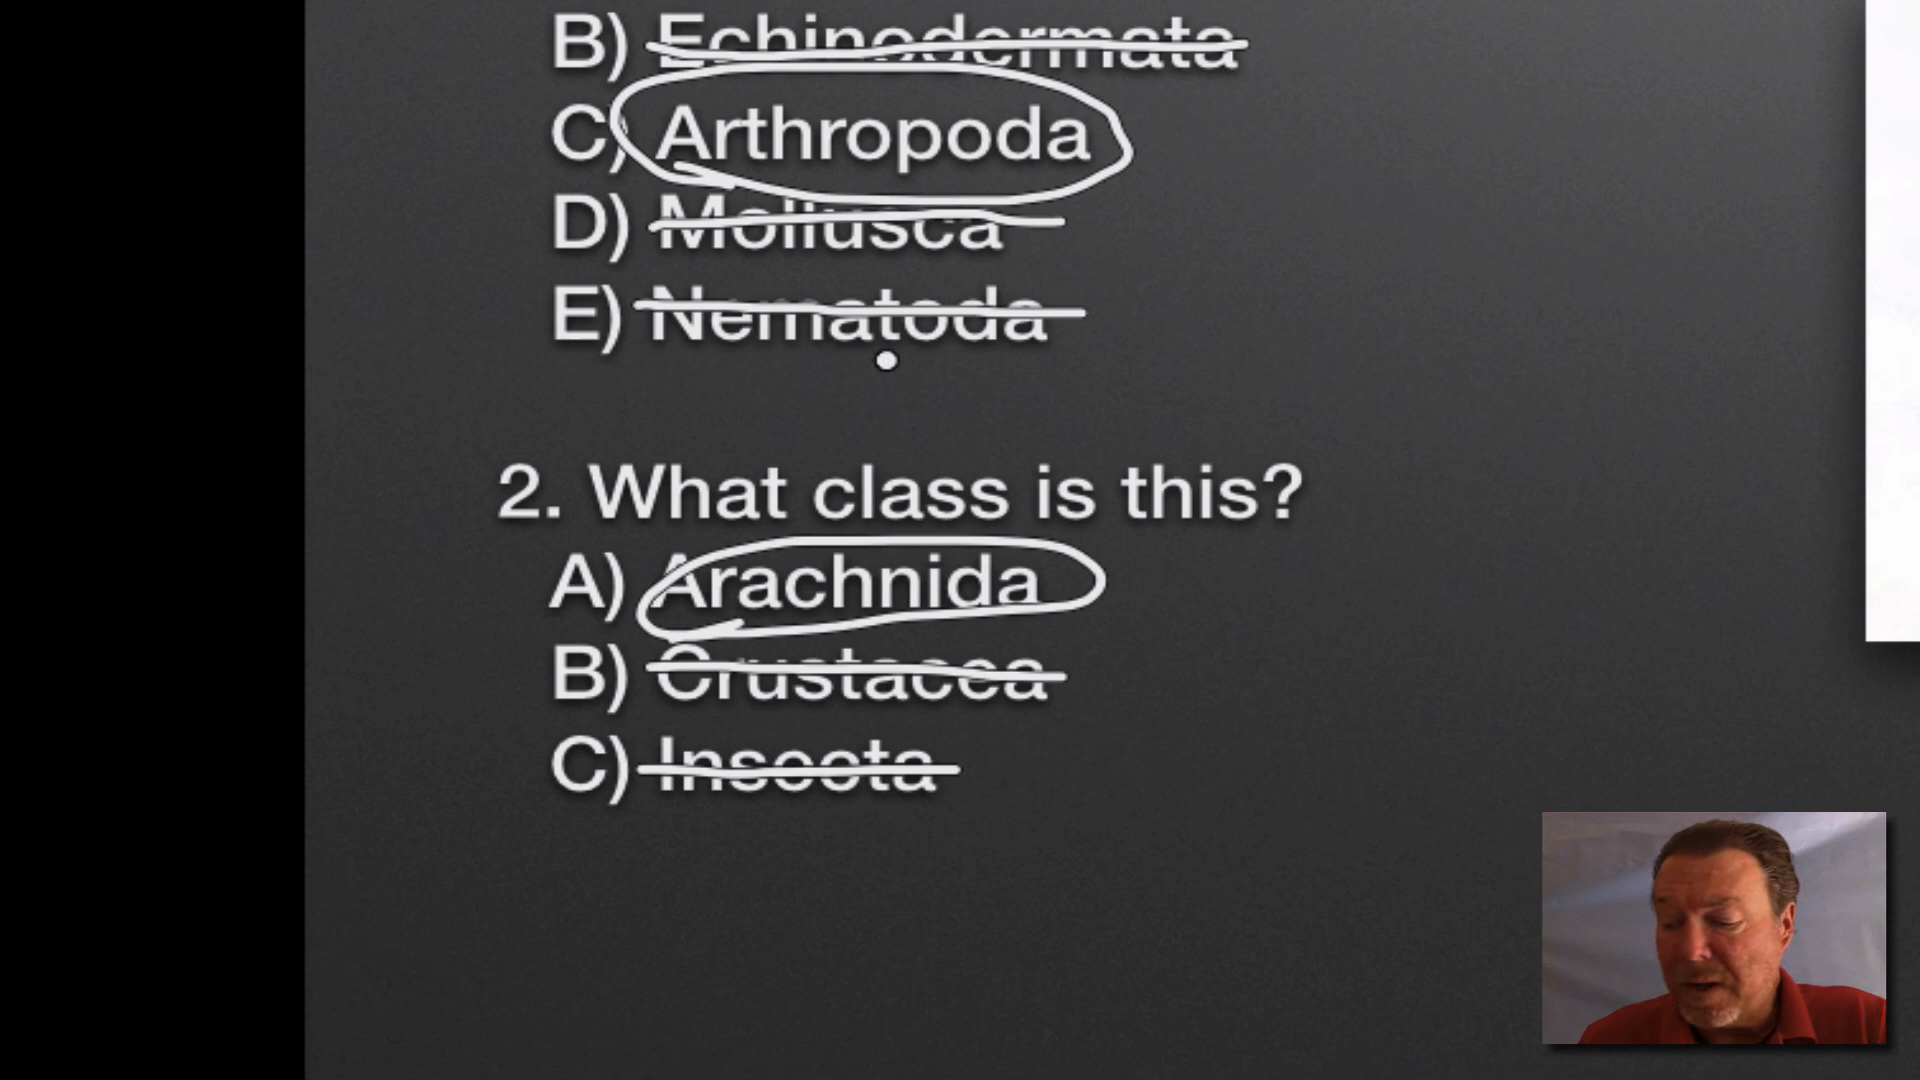 B) Echinodermata
C) Arthropoda
D) Mollusca
E) Nematoda
2. What class is this?
A) Arachnida
B) Crustacea
C) Insecta